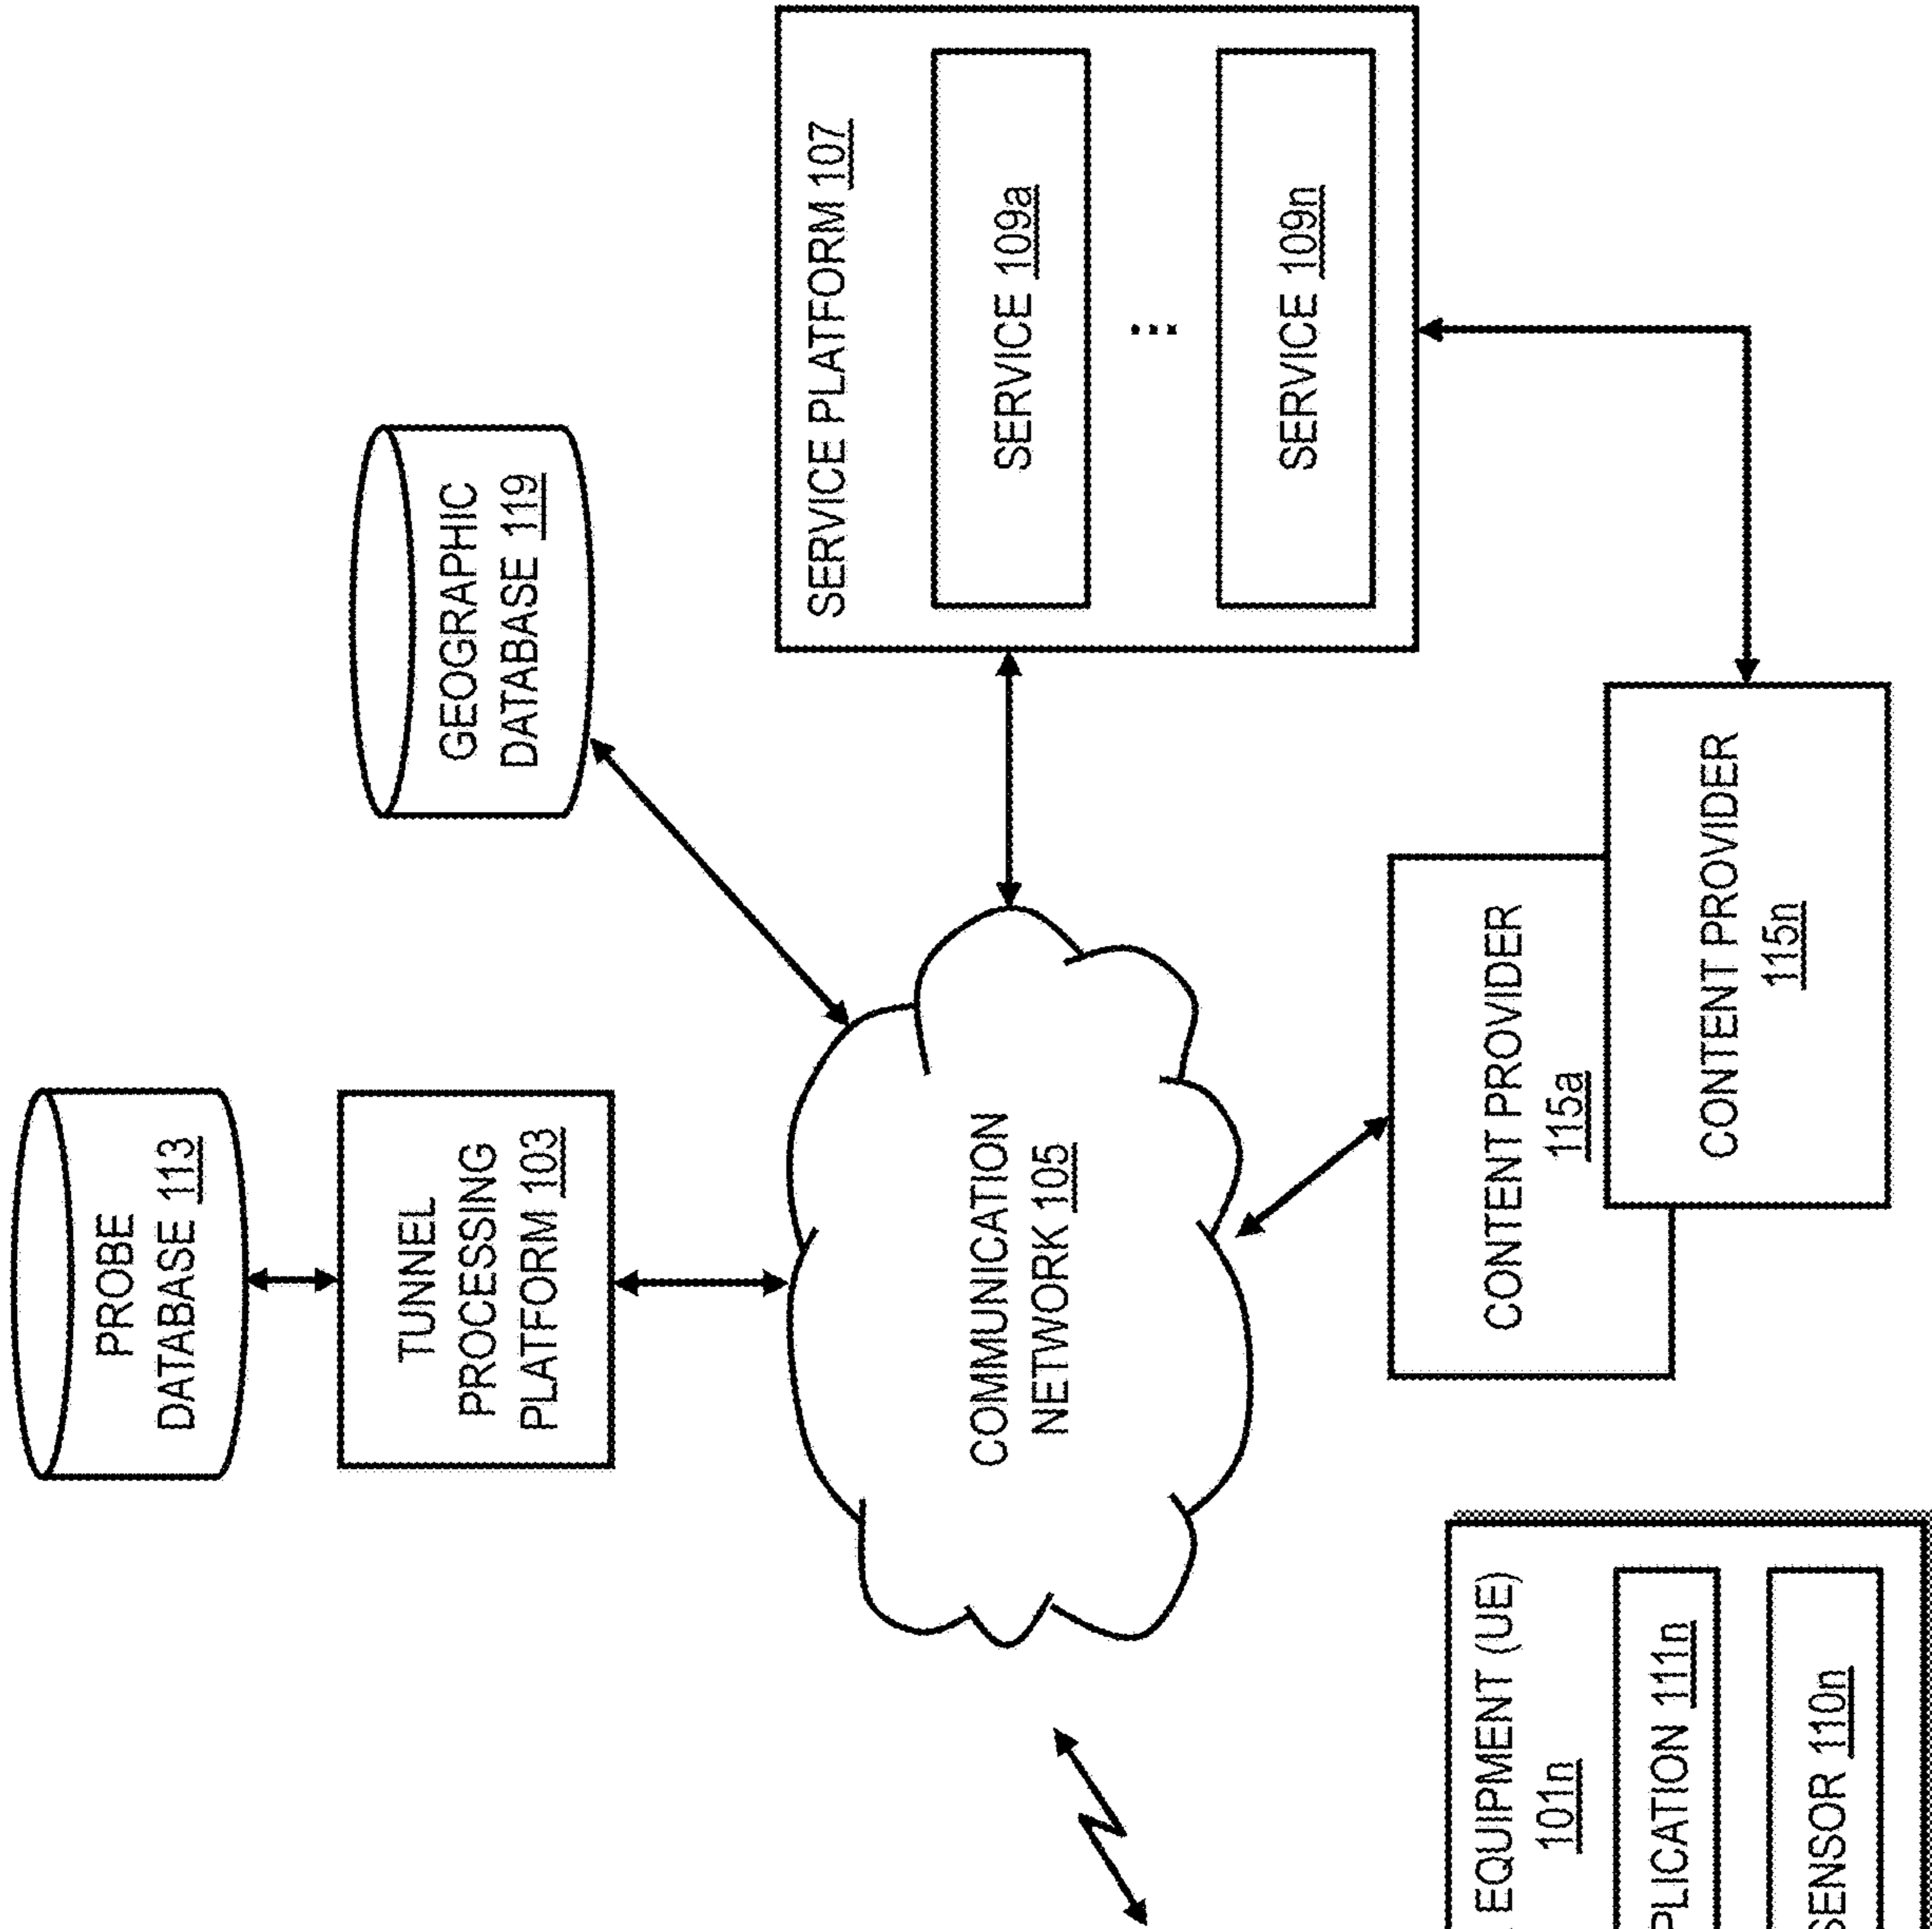 PROBE
DATABASE 113
TUNNEL
PROCESSING
PLATFORM 103
GEOGRAPHIC
DATABASE 119
COMMUNICATION
NETWORK 105
SERVICE PLATFORM 107
SERVICE 109a
...
SERVICE 109n
CONTENT PROVIDER
115a
CONTENT PROVIDER
115n
EQUIPMENT (UE)
101n
PLICATION 111n
SENSOR 110n